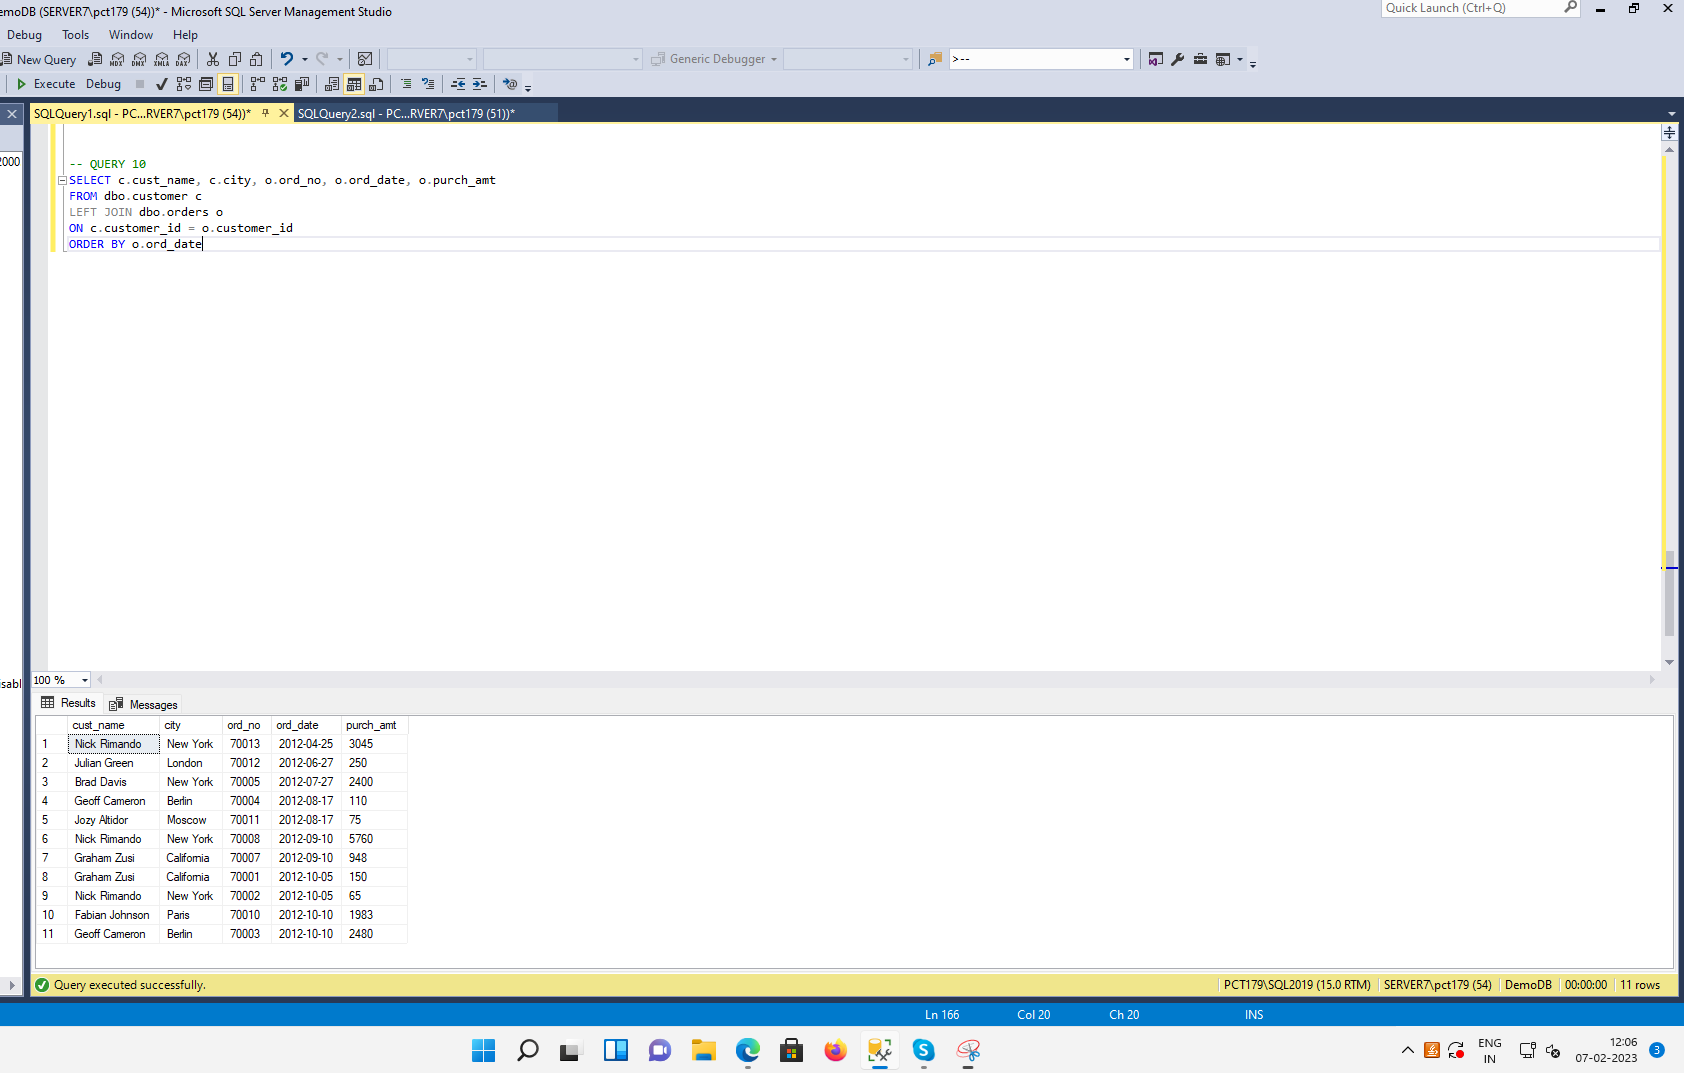 emoDB (SERVER7\pct179 (54))* - Microsoft SQL Server Management Studio
Quick Launch (Ctrl+Q)
Debug Tools Window Help
New Query MDX DMX XMLA DAX Generic Debugger >--
Execute Debug
SQLQuery1.sql - PC...RVER7\pct179 (54))* SQLQuery2.sql - PC...RVER7\pct179 (51))*
2000
-- QUERY 10
SELECT c.cust_name, c.city, o.ord_no, o.ord_date, o.purch_amt
FROM dbo.customer c
LEFT JOIN dbo.orders o
ON c.customer_id = o.customer_id
ORDER BY o.ord_date
isabl
100 %
Results Messages
cust_name city ord_no ord_date purch_amt
1 Nick Rimando New York 70013 2012-04-25 3045
2 Julian Green London 70012 2012-06-27 250
3 Brad Davis New York 70005 2012-07-27 2400
4 Geoff Cameron Berlin 70004 2012-08-17 110
5 Jozy Altidor Moscow 70011 2012-08-17 75
6 Nick Rimando New York 70008 2012-09-10 5760
7 Graham Zusi California 70007 2012-09-10 948
8 Graham Zusi California 70001 2012-10-05 150
9 Nick Rimando New York 70002 2012-10-05 65
10 Fabian Johnson Paris 70010 2012-10-10 1983
11 Geoff Cameron Berlin 70003 2012-10-10 2480
Query executed successfully. PCT179\SQL2019 (15.0 RTM) SERVER7\pct179 (54) DemoDB 00:00:00 11 rows
Ln 166 Col 20 Ch 20 INS
ENG
IN
12:06
07-02-2023
3